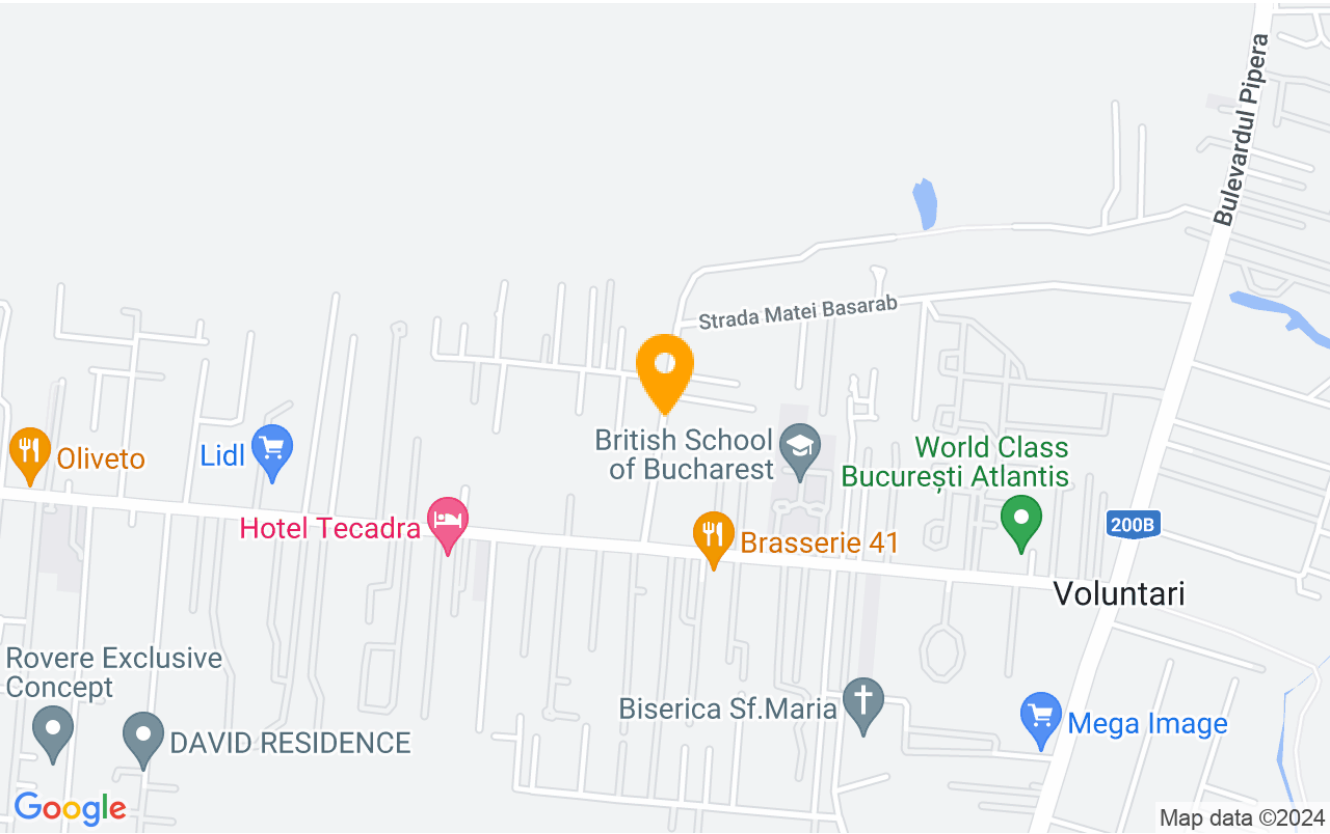 Bulevardul Pipera
Strada Matei Basarab
Oliveto
Lidl
British School
of Bucharest
World Class
București Atlantis
Hotel Tecadra
Brasserie 41
200B
Voluntari
Rovere Exclusive
Concept
DAVID RESIDENCE
Biserica Sf.Maria
Mega Image
Google
Map data ©2024